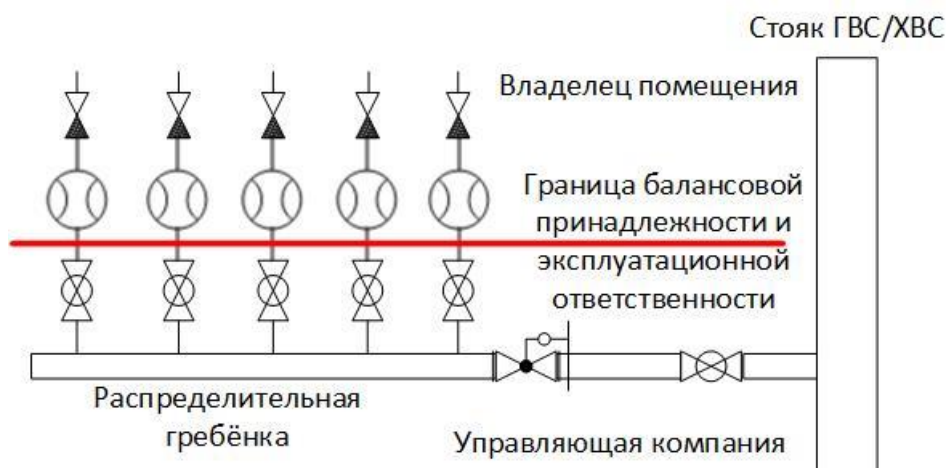 Стояк ГВС/ХВС
Владелец помещения
Граница балансовой
принадлежности и
эксплуатационной
ответственности
Распределительная
гребёнка
Управляющая компания